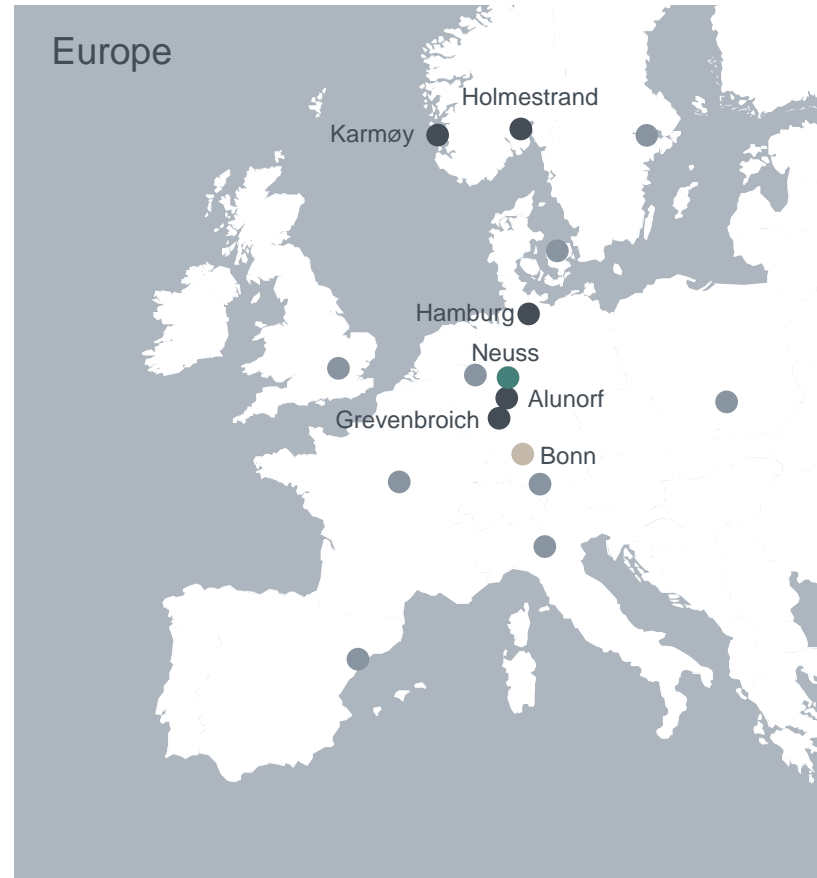 Europe
Holmestrand
Karmøy
Hamburg
Neuss
Alunorf
Grevenbroich
Bonn